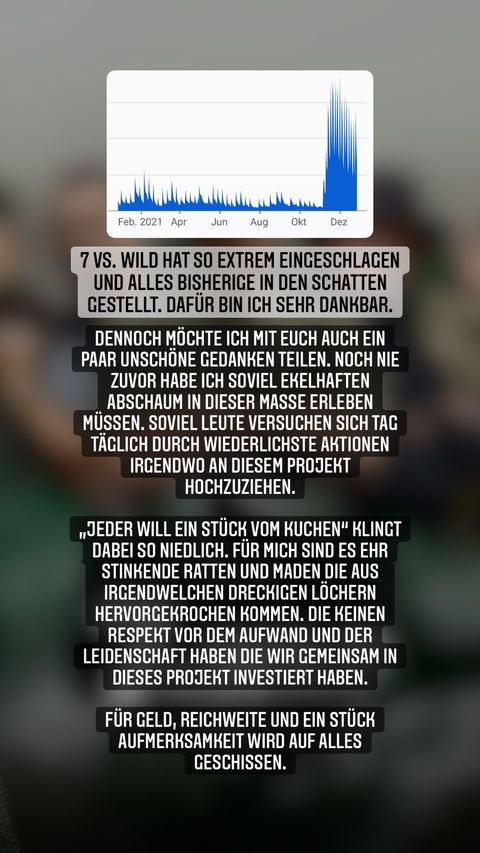 Feb. 2021 Apr Jun Aug Okt Dez
7 VS. WILD HAT SO EXTREM EINGESCHLAGEN
UND ALLES BISHERIGE IN DEN SCHATTEN
GESTELLT. DAFÜR BIN ICH SEHR DANKBAR.
DENNOCH MÖCHTE ICH MIT EUCH AUCH EIN
PAAR UNSCHÖNE GEDANKEN TEILEN. NOCH NIE
ZUVOR HABE ICH SOVIEL EKELHAFTEN
ABSCHAUM IN DIESER MASSE ERLEBEN
MÜSSEN. SOVIEL LEUTE VERSUCHEN SICH TAG
TÄGLICH DURCH WIEDERLICHSTE AKTIONEN
IRGENDWO AN DIESEM PROJEKT
HOCHZUZIEHEN.
„JEDER WILL EIN STÜCK VOM KUCHEN“ KLINGT
DABEI SO NIEDLICH. FÜR MICH SIND ES EHR
STINKENDE RATTEN UND MADEN DIE AUS
IRGENDWELCHEN DRECKIGEN LÖCHERN
HERVORGEKROCHEN KOMMEN. DIE KEINEN
RESPEKT VOR DEM AUFWAND UND DER
LEIDENSCHAFT HABEN DIE WIR GEMEINSAM IN
DIESES PROJEKT INVESTIERT HABEN.
FÜR GELD, REICHWEITE UND EIN STÜCK
AUFMERKSAMKEIT WIRD AUF ALLES
GESCHISSEN.